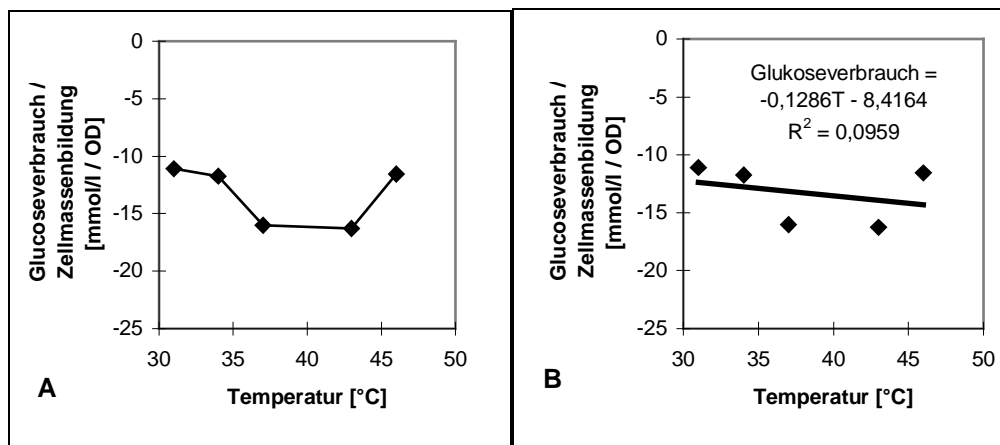 Glucoseverbrauch /
Zellmassenbildung
[mmol/l / OD]
0
-5
-10
-15
-20
-25
30 35 40 45 50
Temperatur [°C]
A
Glucoseverbrauch /
Zellmassenbildung
[mmol/l / OD]
0
-5
-10
-15
-20
-25
Glukoseverbrauch =
-0,1286T - 8,4164
R² = 0,0959
30 35 40 45 50
Temperatur [°C]
B